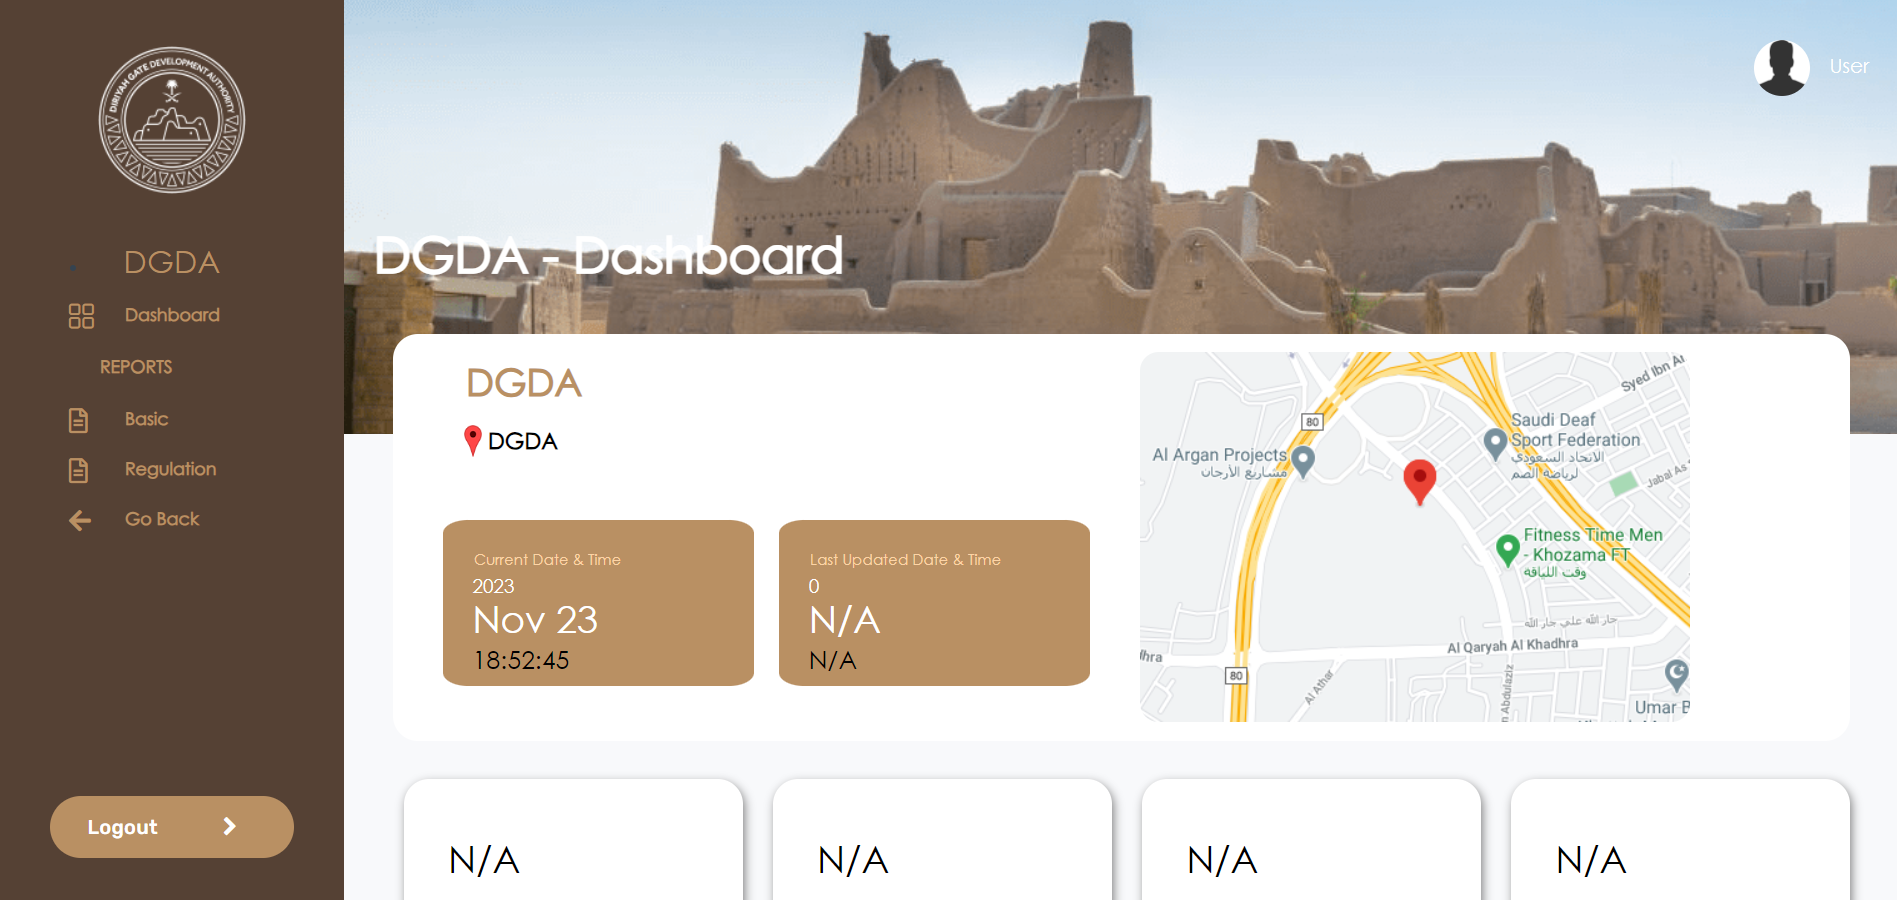 DIRIYAH GATE DEVELOPMENT AUTHORITY
DGDA
Dashboard
REPORTS
Basic
Regulation
Go Back
Logout
User
DGDA - Dashboard
DGDA
DGDA
Current Date & Time
2023
Nov 23
18:52:45
Last Updated Date & Time
0
N/A
N/A
Syed Ibn A
80
Saudi Deaf
Sport Federation
الاتحاد السعودي
لرياضة الصم
Al Argan Projects
مشاريع الأرجان
Jabal As
Fitness Time Men
- Khozama FT
وقت اللياقة
جار الله علي جار الله
Al Qaryah Al Khadhra
dhra
80
Al Athar
n Abdulaziz
Umar B
N/A
N/A
N/A
N/A